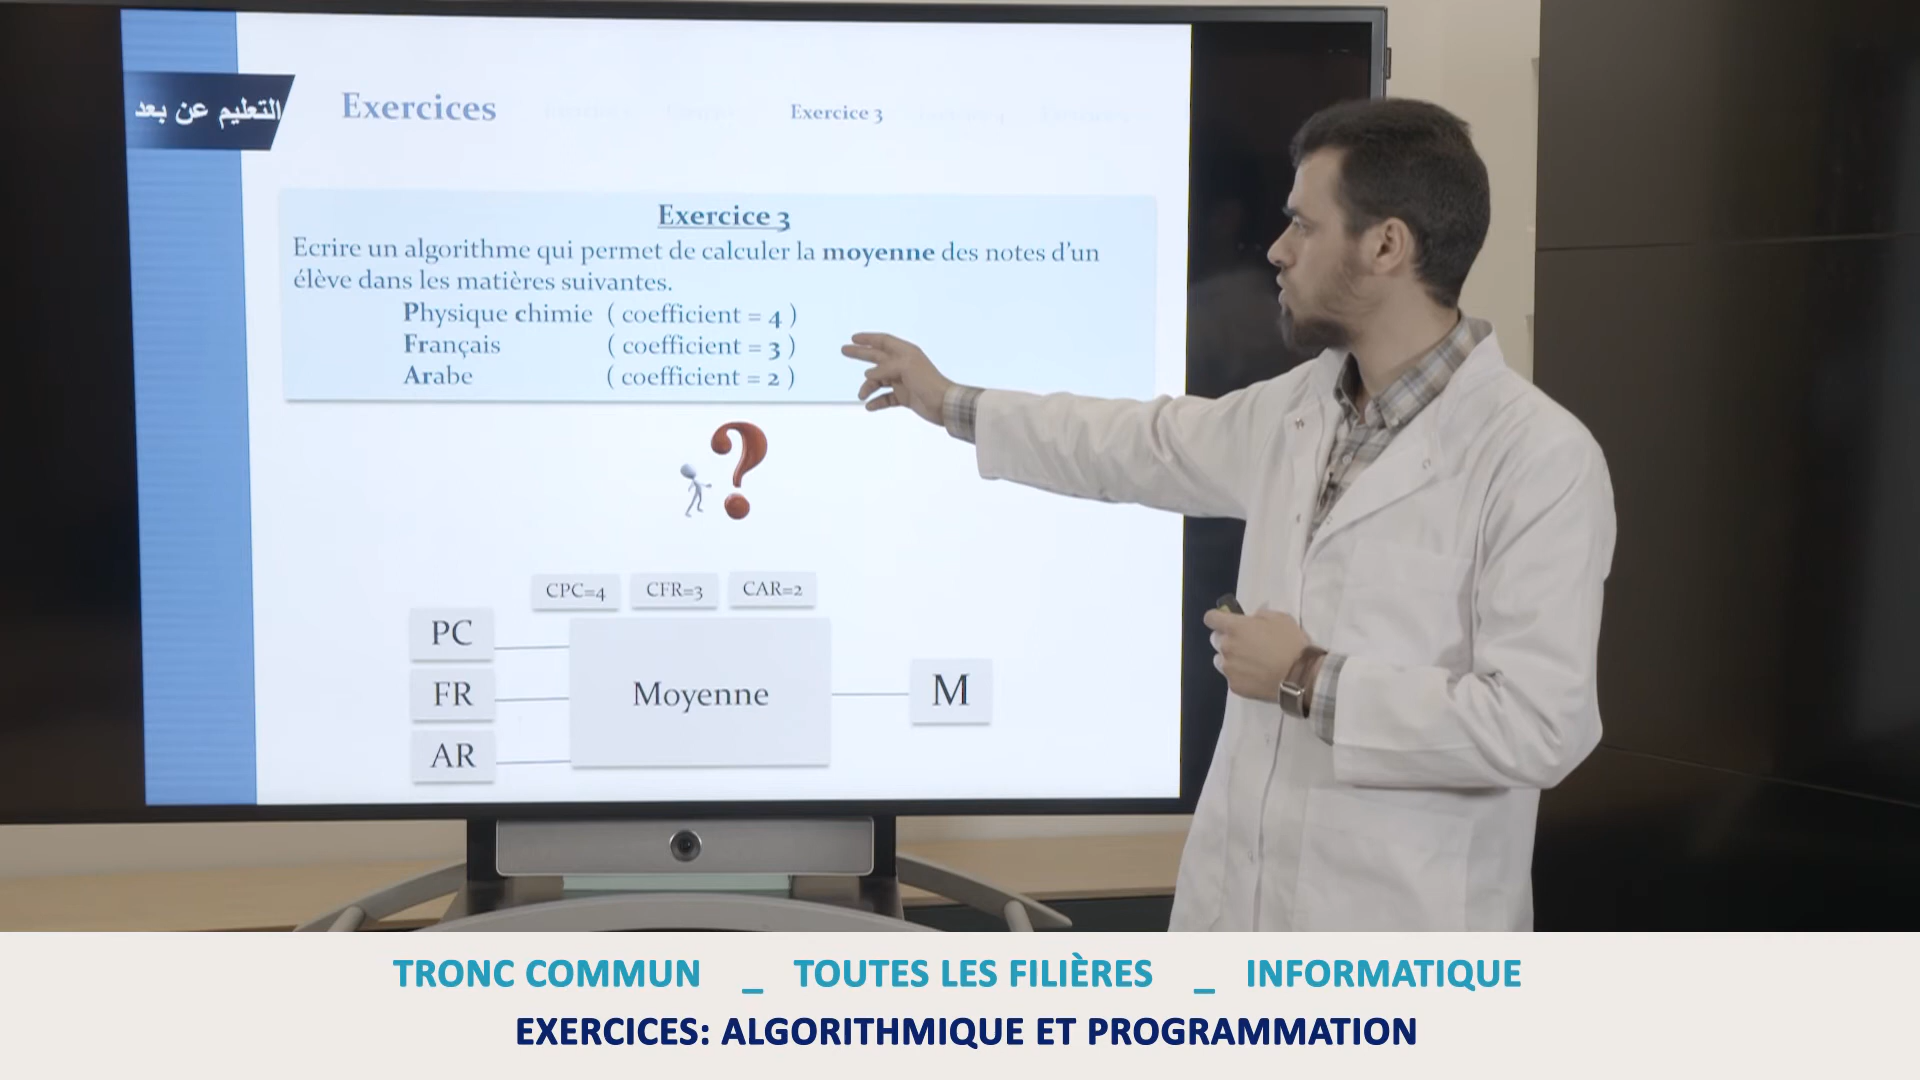 التعليم عن بعد
Exercices
Exercice 3
Exercice 3
Ecrire un algorithme qui permet de calculer la moyenne des notes d'un
élève dans les matières suivantes.
Physique chimie ( coefficient = 4 )
Français ( coefficient = 3 )
Arabe ( coefficient = 2 )
?
CPC=4 CFR=3 CAR=2
PC
FR
AR
Moyenne
M
TRONC COMMUN _ TOUTES LES FILIÈRES _ INFORMATIQUE
EXERCICES: ALGORITHMIQUE ET PROGRAMMATION